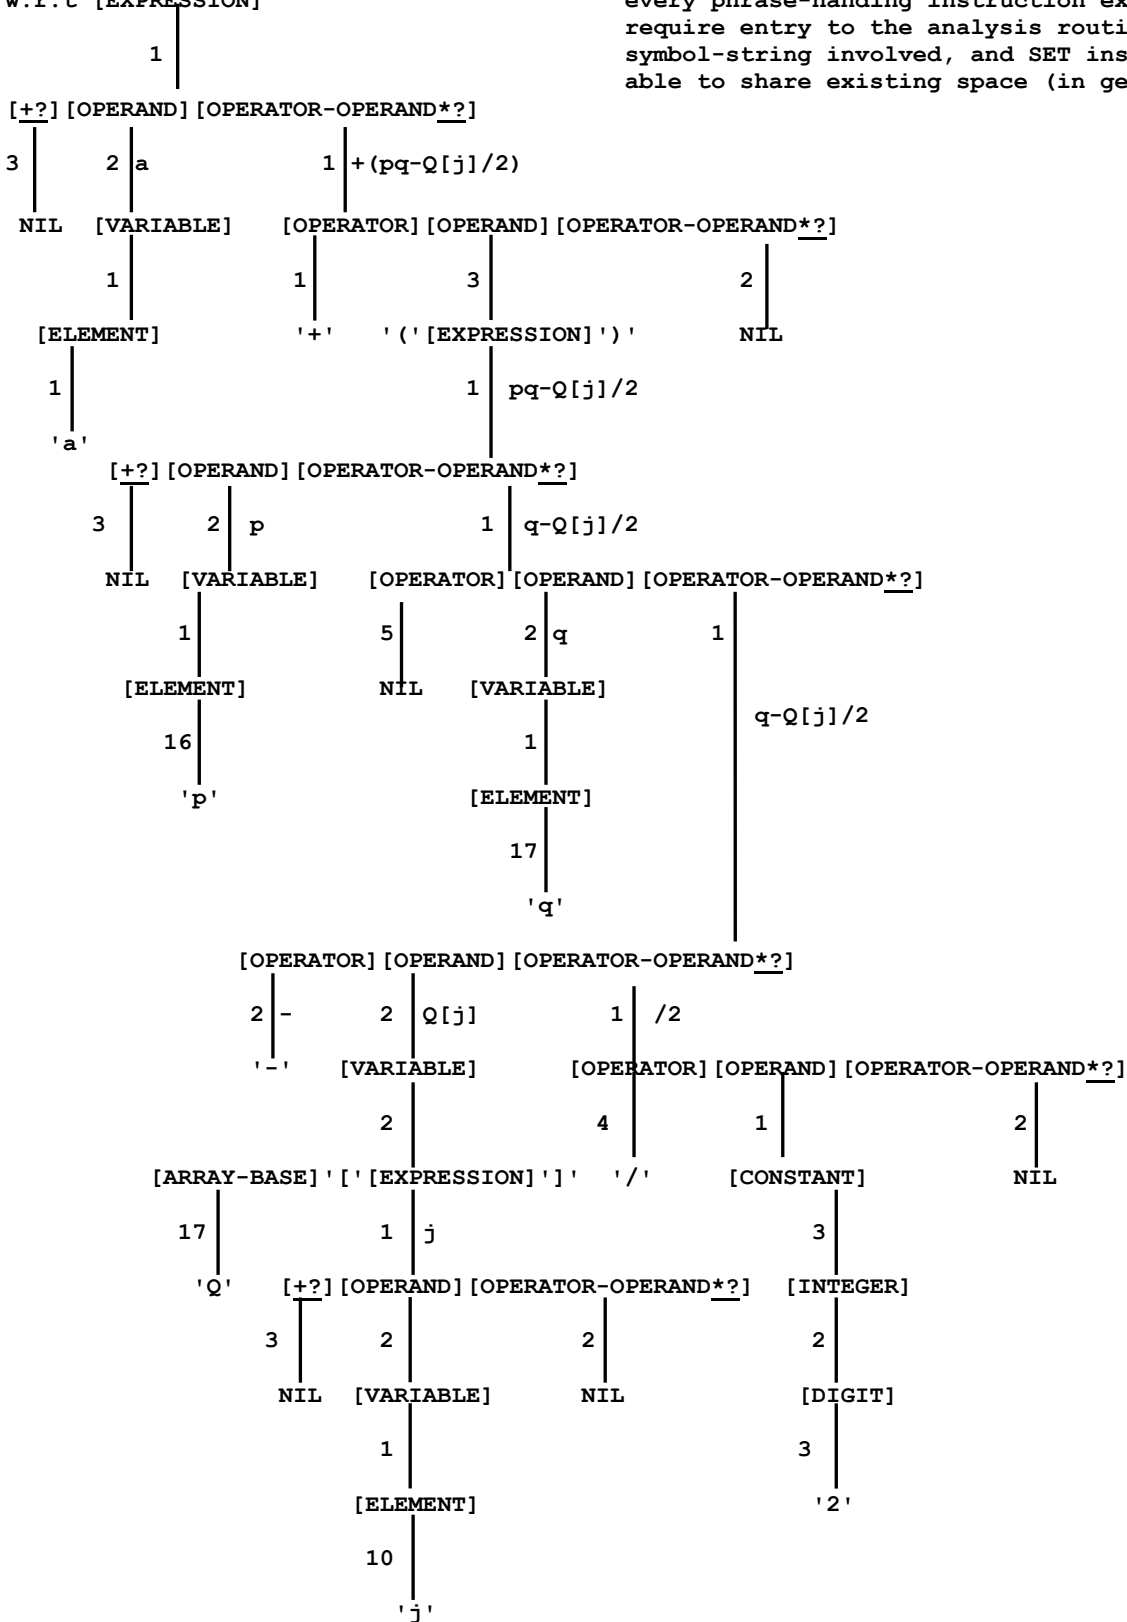 w.r.t [EXPRESSION]
every phrase-handing instruction ex
require entry to the analysis routi
symbol-string involved, and SET ins
able to share existing space (in ge
1
[+?][OPERAND][OPERATOR-OPERAND*?]
3 2 a 1 +(pq-Q[j]/2)
NIL [VARIABLE] [OPERATOR][OPERAND][OPERATOR-OPERAND*?]
1 1 3 2
[ELEMENT] '+' '('[EXPRESSION]')' NIL
1 1 pq-Q[j]/2
'a'
[+?][OPERAND][OPERATOR-OPERAND*?]
3 2 p 1 q-Q[j]/2
NIL [VARIABLE] [OPERATOR][OPERAND][OPERATOR-OPERAND*?]
1 5 2 q 1
[ELEMENT] NIL [VARIABLE]
q-Q[j]/2
16 1
'p' [ELEMENT]
17
'q'
[OPERATOR][OPERAND][OPERATOR-OPERAND*?]
2 - 2 Q[j] 1 /2
'-' [VARIABLE] [OPERATOR][OPERAND][OPERATOR-OPERAND*?]
2 4 1 2
[ARRAY-BASE]'['[EXPRESSION]']' '/' [CONSTANT] NIL
17 1 j 3
'Q' [+?][OPERAND][OPERATOR-OPERAND*?] [INTEGER]
3 2 2 2
NIL [VARIABLE] NIL [DIGIT]
1 3
[ELEMENT] '2'
10
'j'